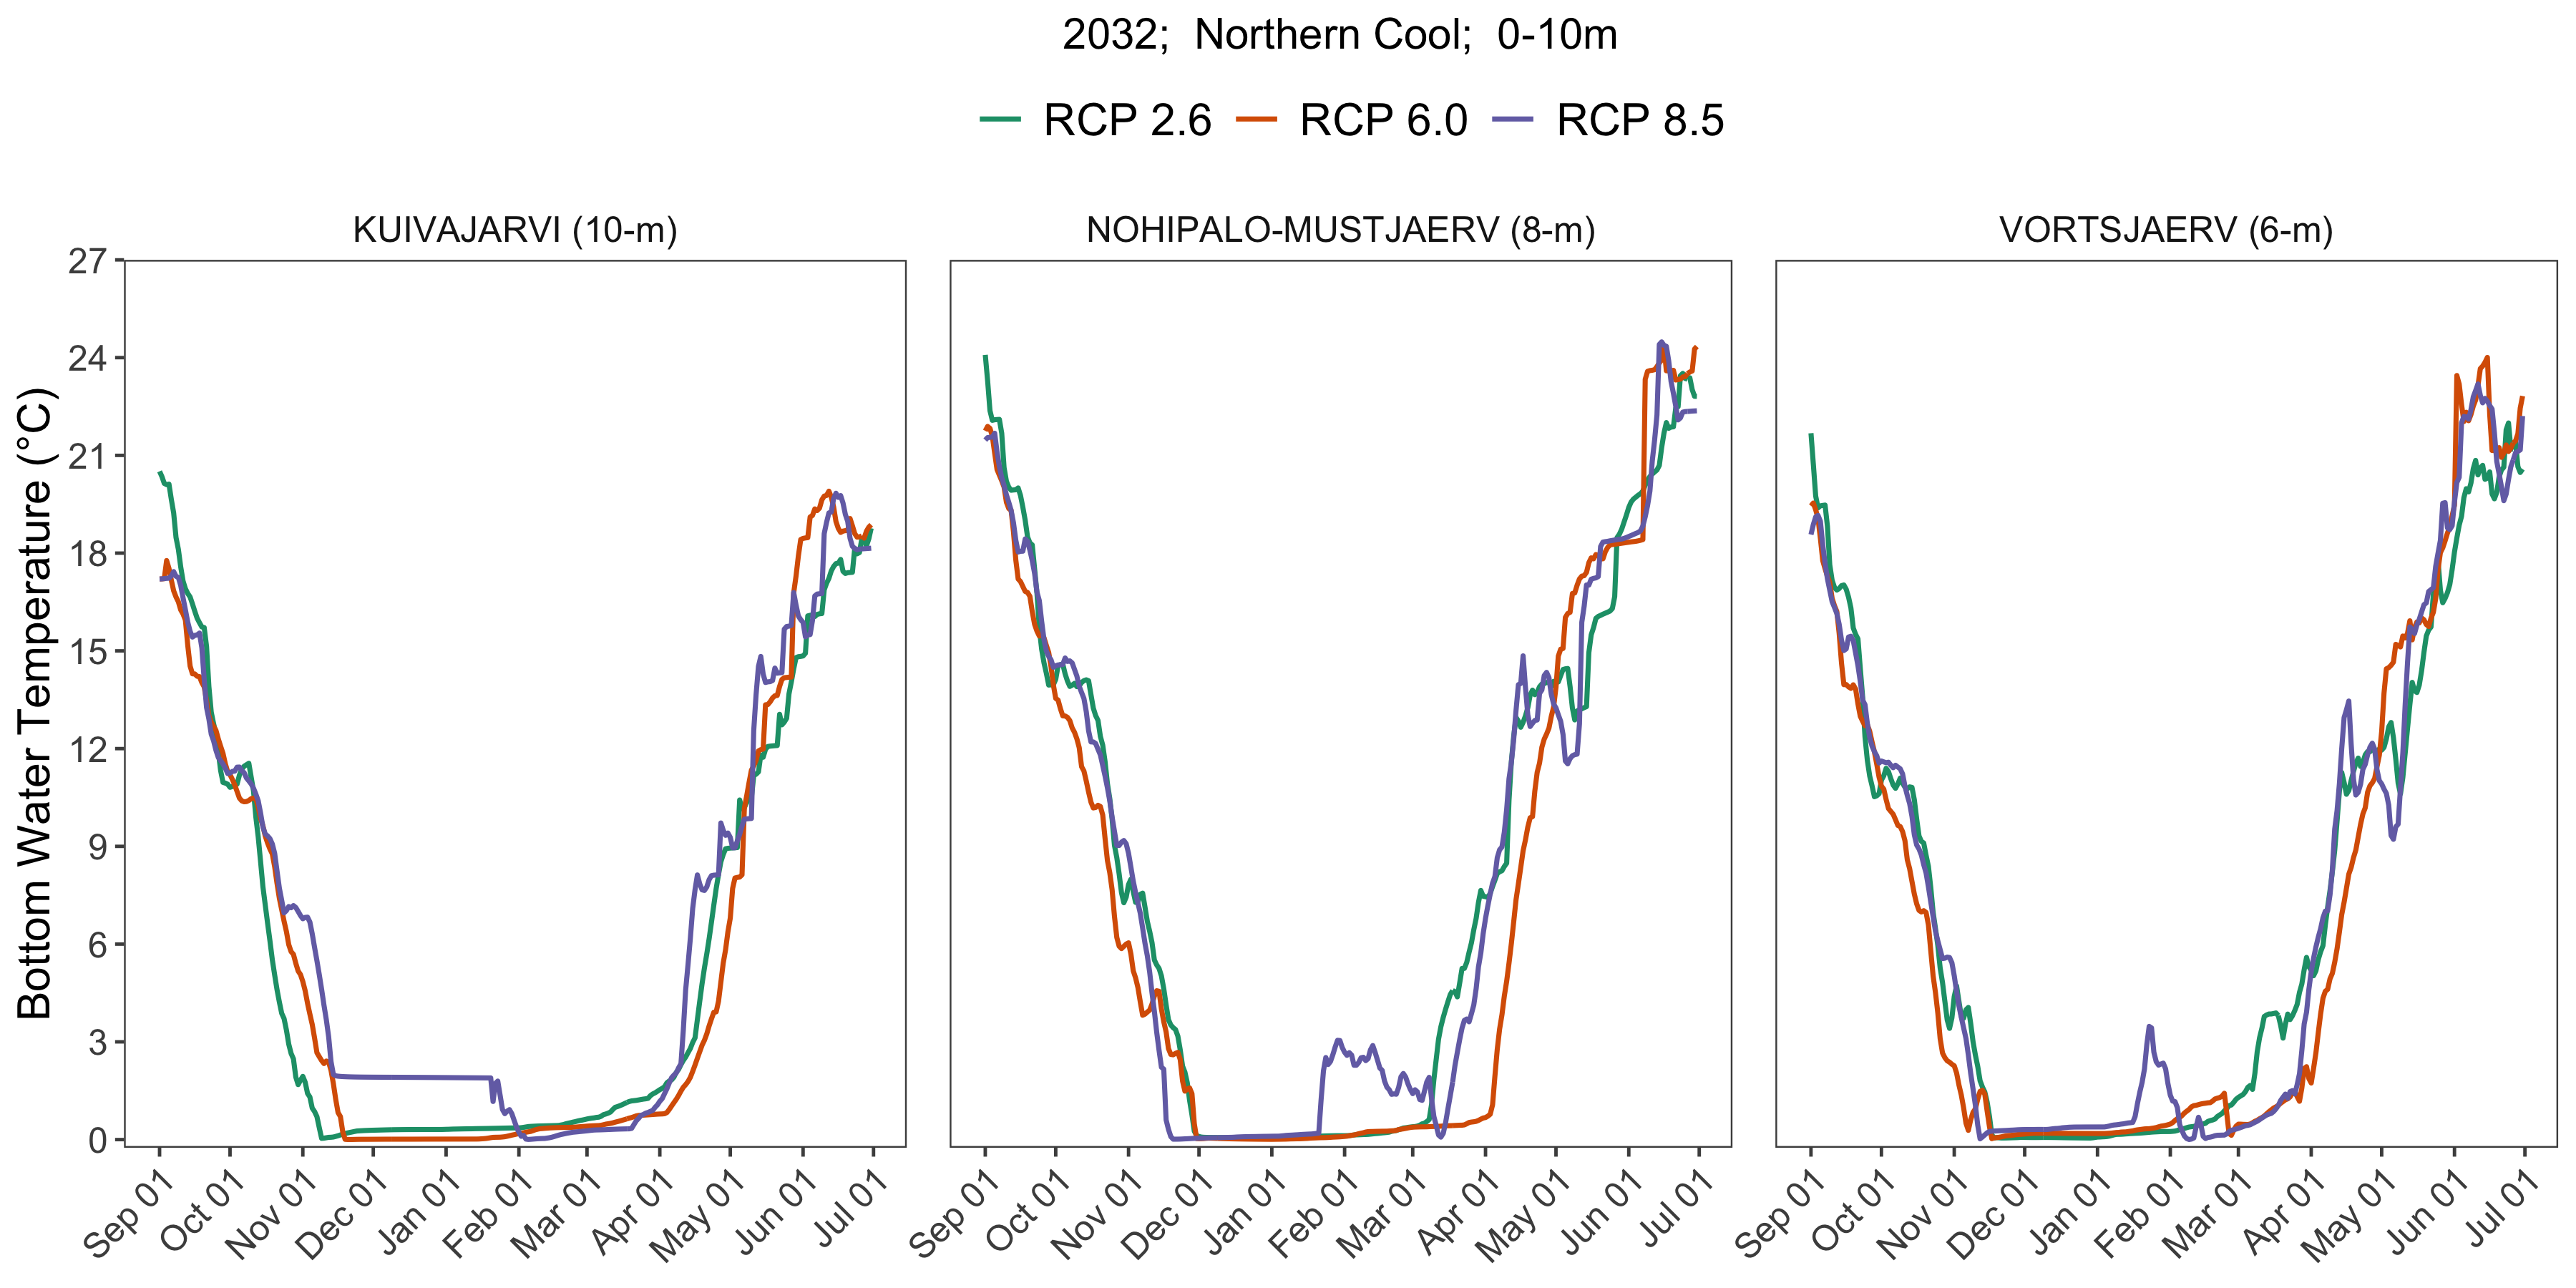 2032;  Northern Cool;  0-10m
RCP 2.6 RCP 6.0 RCP 8.5
KUIVAJARVI (10-m)
NOHIPALO-MUSTJAERV (8-m)
VORTSJAERV (6-m)
Bottom Water Temperature (°C)
27
24
21
18
15
12
9
6
3
0
Sep 01 Oct 01 Nov 01 Dec 01 Jan 01 Feb 01 Mar 01 Apr 01 May 01 Jun 01 Jul 01
Sep 01 Oct 01 Nov 01 Dec 01 Jan 01 Feb 01 Mar 01 Apr 01 May 01 Jun 01 Jul 01
Sep 01 Oct 01 Nov 01 Dec 01 Jan 01 Feb 01 Mar 01 Apr 01 May 01 Jun 01 Jul 01